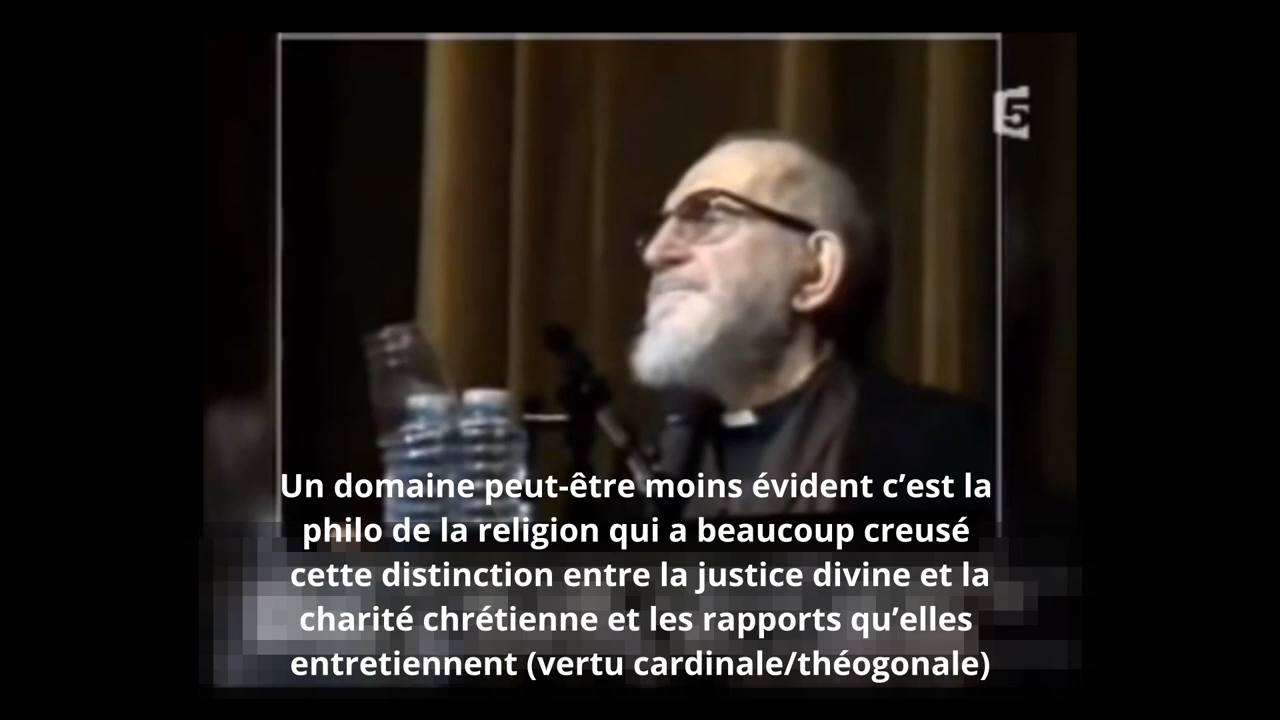 5
Un domaine peut-être moins évident c’est la
philo de la religion qui a beaucoup creusé
cette distinction entre la justice divine et la
charité chrétienne et les rapports qu’elles
entretiennent (vertu cardinale/théogonale)